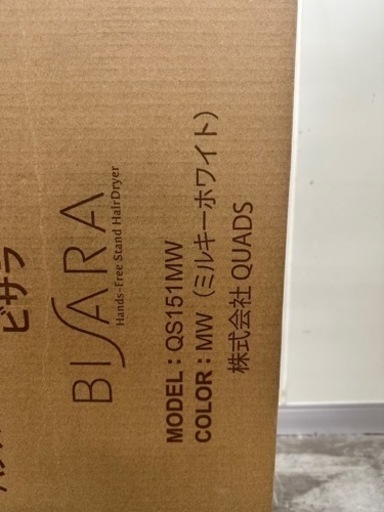 ビサラ
BISARA
Hands-Free Stand HairDryer
MODEL：QS151MW
COLOR：MW（ミルキーホワイト）
株式会社 QUADS